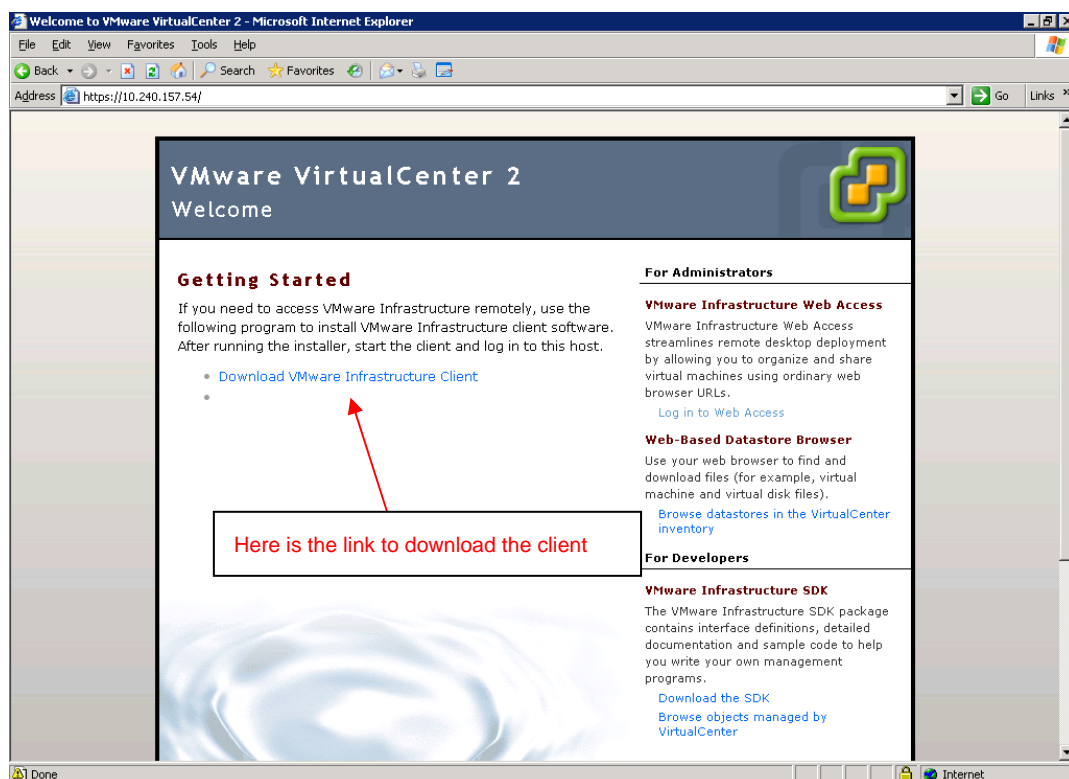 Welcome to VMware VirtualCenter 2 - Microsoft Internet Explorer
File Edit View Favorites Tools Help
Back Search Favorites
Address https://10.240.157.54/ Go Links »
VMware VirtualCenter 2
Welcome
Getting Started
If you need to access VMware Infrastructure remotely, use the
following program to install VMware Infrastructure client software.
After running the installer, start the client and log in to this host.
Download VMware Infrastructure Client
Here is the link to download the client
For Administrators
VMware Infrastructure Web Access
VMware Infrastructure Web Access
streamlines remote desktop deployment
by allowing you to organize and share
virtual machines using ordinary web
browser URLs.
Log in to Web Access
Web-Based Datastore Browser
Use your web browser to find and
download files (for example, virtual
machine and virtual disk files).
Browse datastores in the VirtualCenter
inventory
For Developers
VMware Infrastructure SDK
The VMware Infrastructure SDK package
contains interface definitions, detailed
documentation and sample code to help
you write your own management
programs.
Download the SDK
Browse objects managed by
VirtualCenter
Done Internet